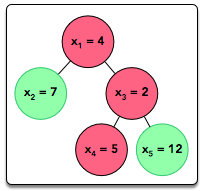 x₁ = 4
x₂ = 7
x₃ = 2
x₄ = 5
x₅ = 12